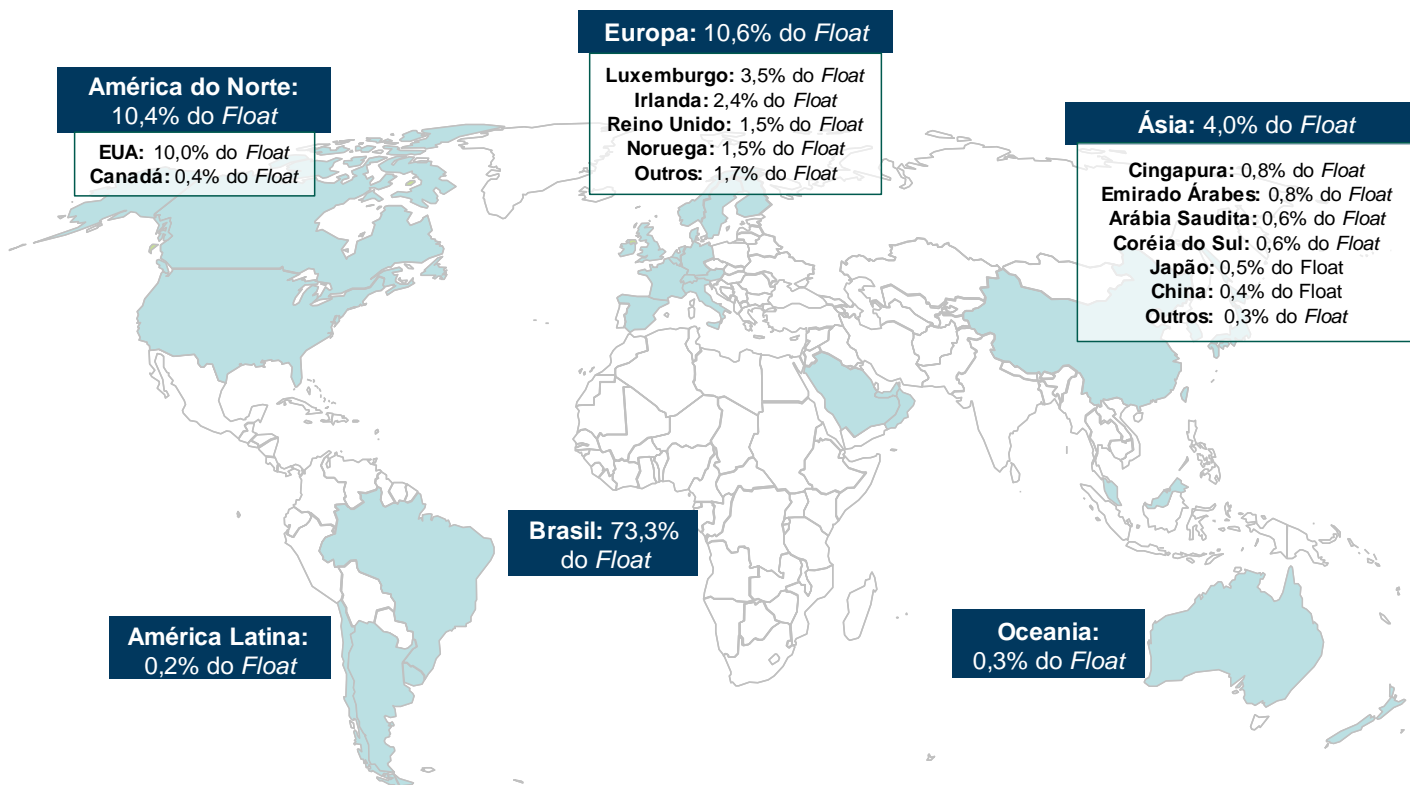 Europa: 10,6% do Float
Luxemburgo: 3,5% do Float
Irlanda: 2,4% do Float
Reino Unido: 1,5% do Float
Noruega: 1,5% do Float
Outros: 1,7% do Float
América do Norte:
10,4% do Float
EUA: 10,0% do Float
Canadá: 0,4% do Float
Ásia: 4,0% do Float
Cingapura: 0,8% do Float
Emirado Árabes: 0,8% do Float
Arábia Saudita: 0,6% do Float
Coréia do Sul: 0,6% do Float
Japão: 0,5% do Float
China: 0,4% do Float
Outros: 0,3% do Float
Brasil: 73,3%
do Float
América Latina:
0,2% do Float
Oceania:
0,3% do Float